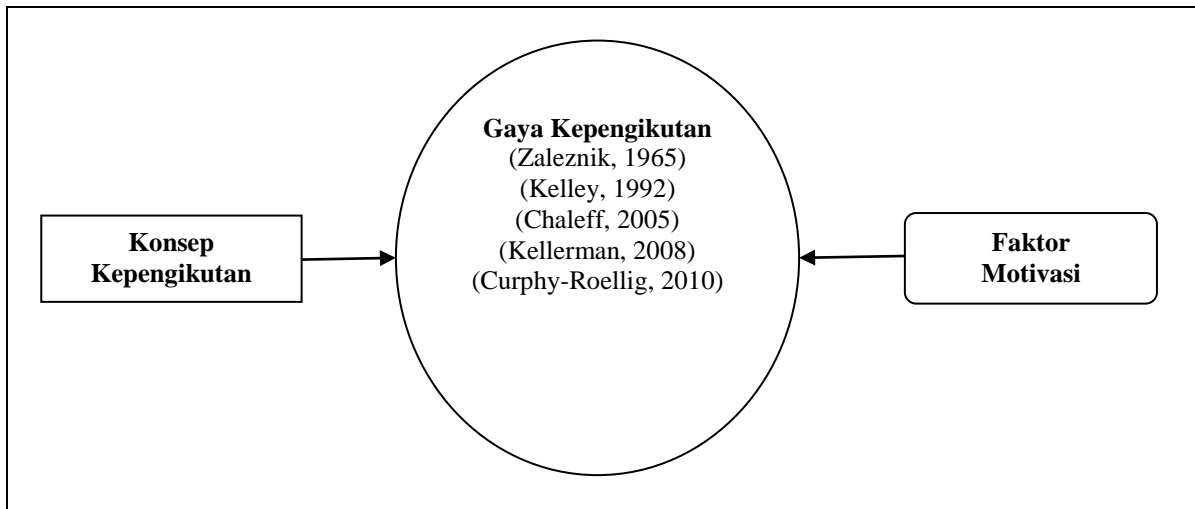 Konsep
Kepengikutan
Gaya Kepengikutan
(Zaleznik, 1965)
(Kelley, 1992)
(Chaleff, 2005)
(Kellerman, 2008)
(Curphy-Roellig, 2010)
Faktor
Motivasi